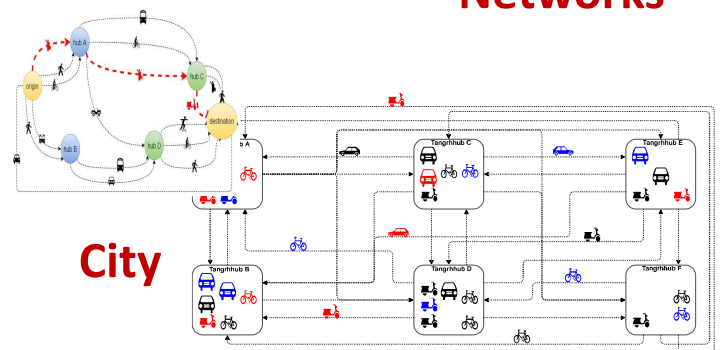 Networks
hub A
hub C
origin
destination
hub B
hub D
b A
Tangrhhub C
Tangrhhub E
City
Tangrhhub B
Tangrhhub D
Tangrhhub F